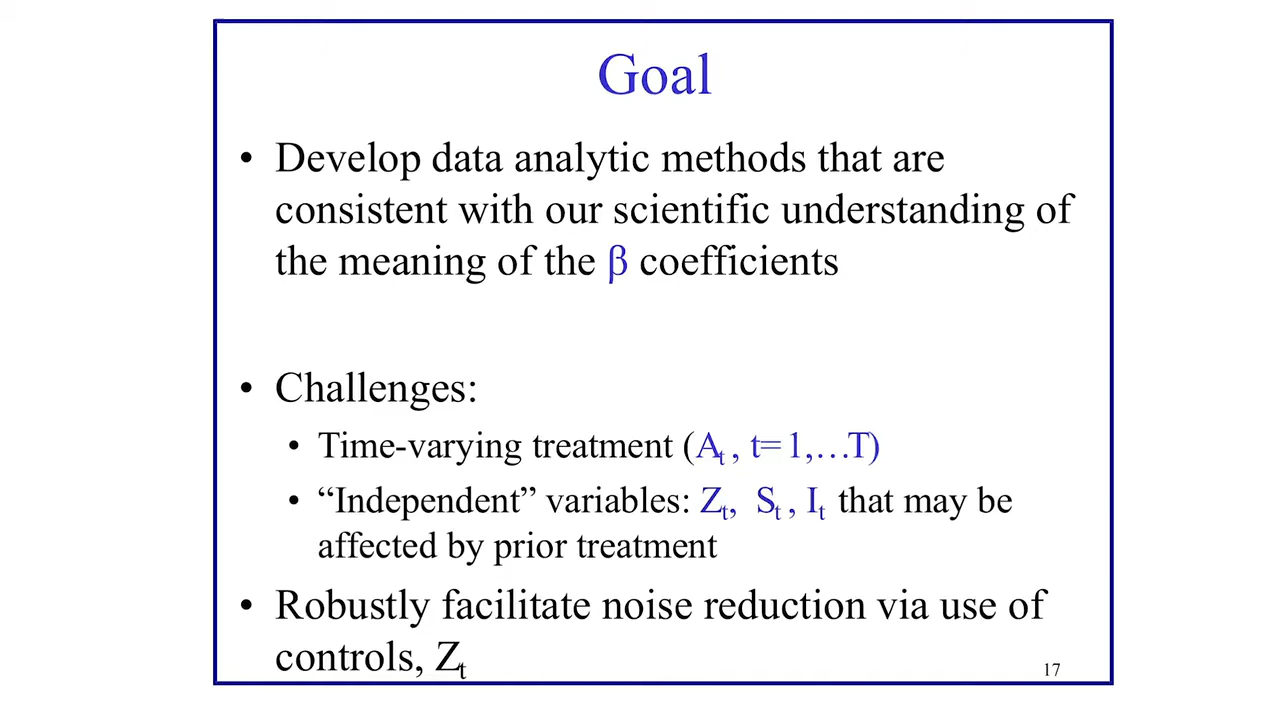 Goal
• Develop data analytic methods that are
consistent with our scientific understanding of
the meaning of the β coefficients
• Challenges:
• Time-varying treatment (Aₜ , t=1,…T)
• “Independent” variables: Zₜ, Sₜ , Iₜ that may be
affected by prior treatment
• Robustly facilitate noise reduction via use of
controls, Zₜ
17